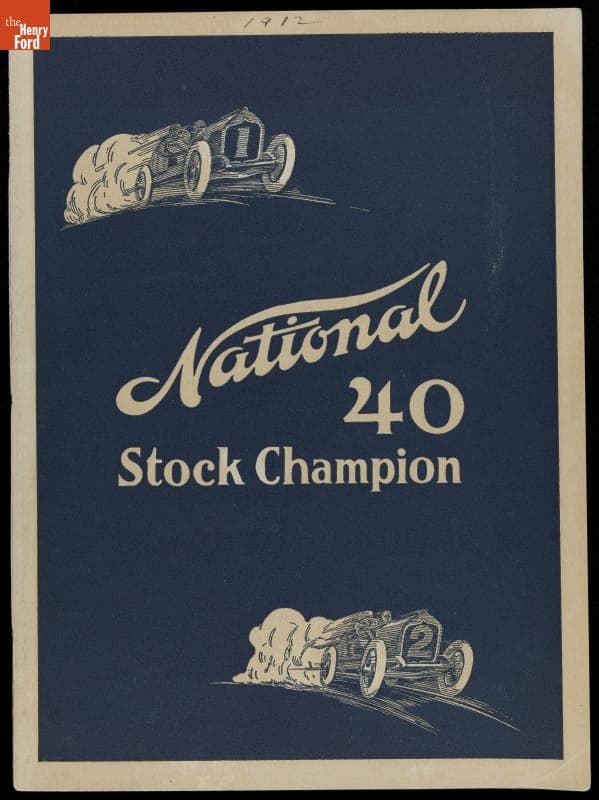 the
Henry
Ford
1912
1
National
40
Stock Champion
2